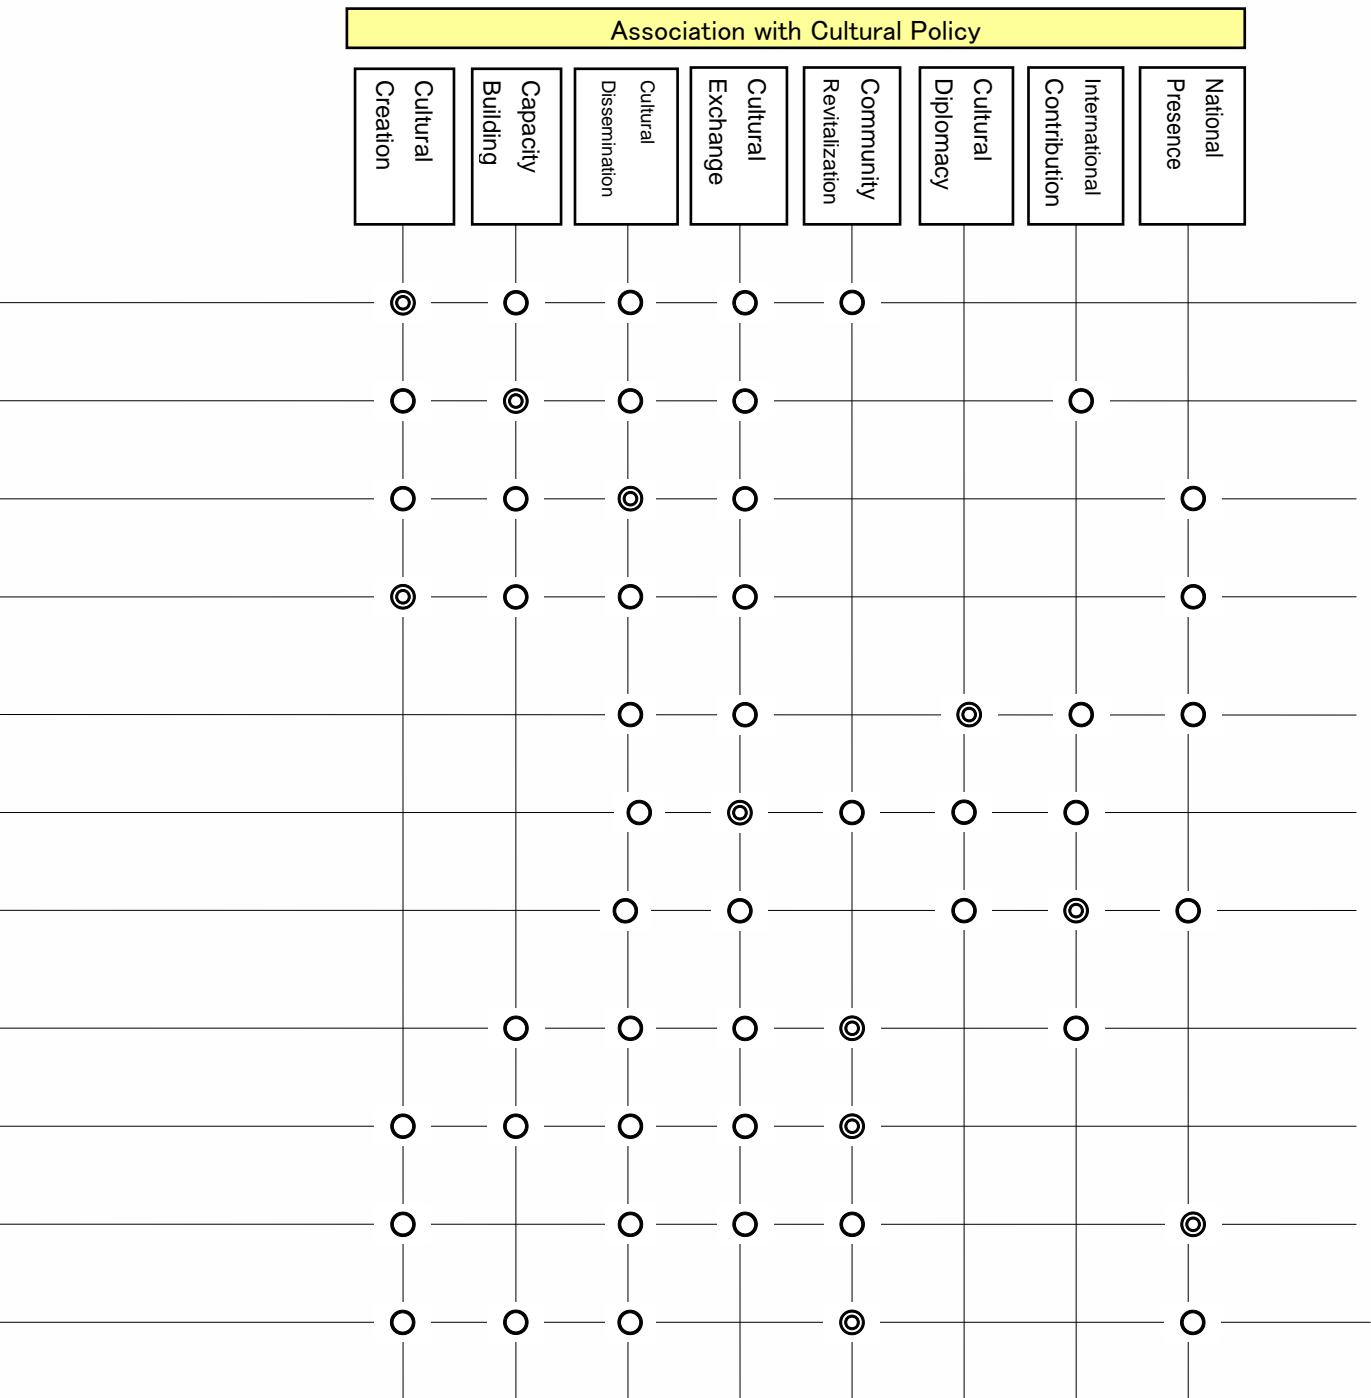 Association with Cultural Policy
Cultural
Creation
Capacity
Building
Cultural
Dissemination
Cultural
Exchange
Community
Revitalization
Cultural
Diplomacy
International
Contribution
National
Presence